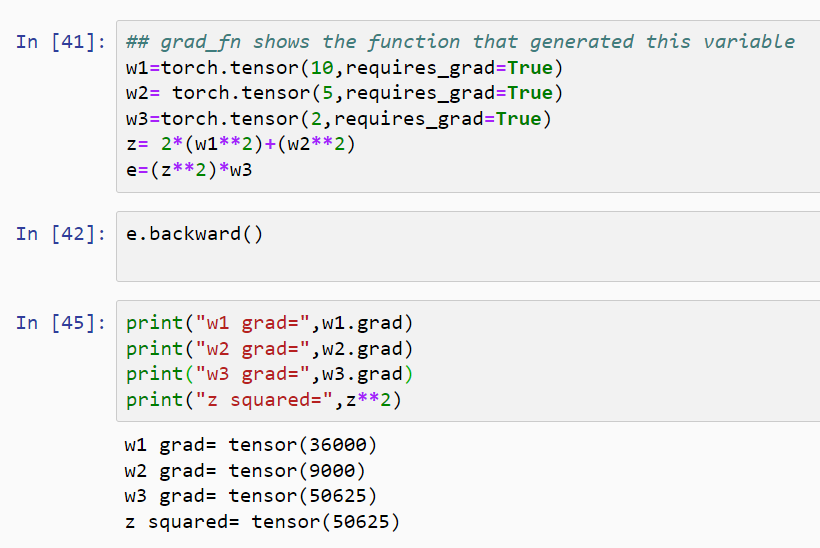 In [41]: ## grad_fn shows the function that generated this variable
w1=torch.tensor(10,requires_grad=True)
w2= torch.tensor(5,requires_grad=True)
w3=torch.tensor(2,requires_grad=True)
z= 2*(w1**2)+(w2**2)
e=(z**2)*w3
In [42]: e.backward()
In [45]: print("w1 grad=",w1.grad)
print("w2 grad=",w2.grad)
print("w3 grad=",w3.grad)
print("z squared=",z**2)
w1 grad= tensor(36000)
w2 grad= tensor(9000)
w3 grad= tensor(50625)
z squared= tensor(50625)